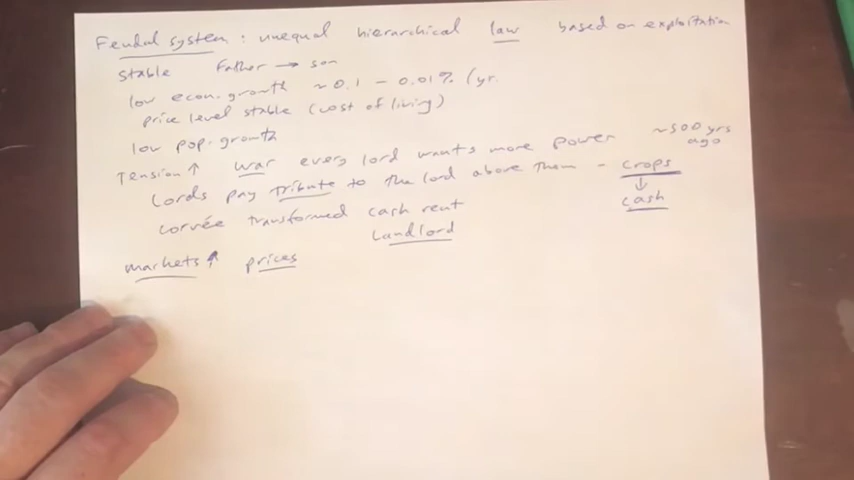 Feudal system : unequal hierarchical law based on exploitation
stable Father → son
low econ. growth ~ 0.1 - 0.01% (yr.
price level stable (cost of living)
low pop. growth
Tension ↑ war every lord wants more power ~500 yrs ago
Lords pay tribute to the lord above them - crops
↓
cash
corvée transformed cash rent
Landlord
markets ↑ prices